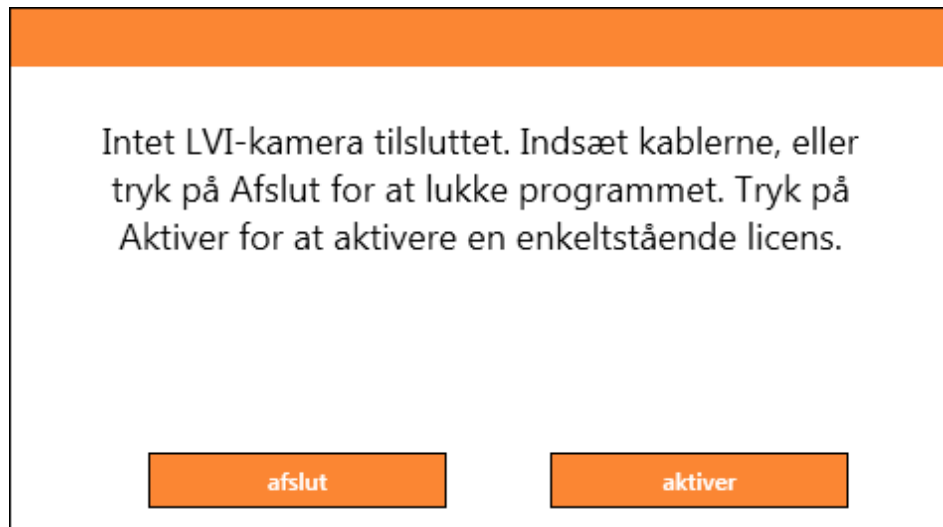 Intet LVI-kamera tilsluttet. Indsæt kablerne, eller
tryk på Afslut for at lukke programmet. Tryk på
Aktiver for at aktivere en enkeltstående licens.
afslut
aktiver